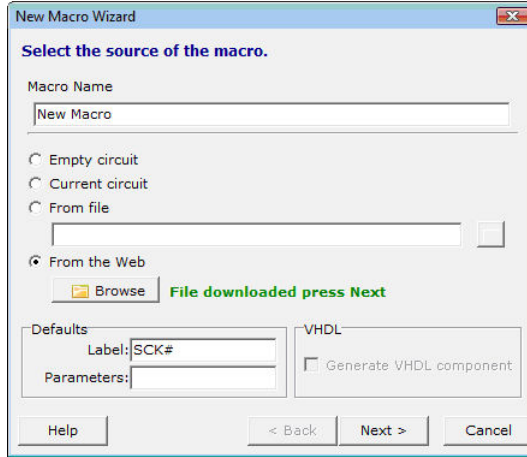 New Macro Wizard
Select the source of the macro.
Macro Name
New Macro
Empty circuit
Current circuit
From file
From the Web
Browse File downloaded press Next
Defaults
Label: SCK#
Parameters:
VHDL
Generate VHDL component
Help < Back Next > Cancel